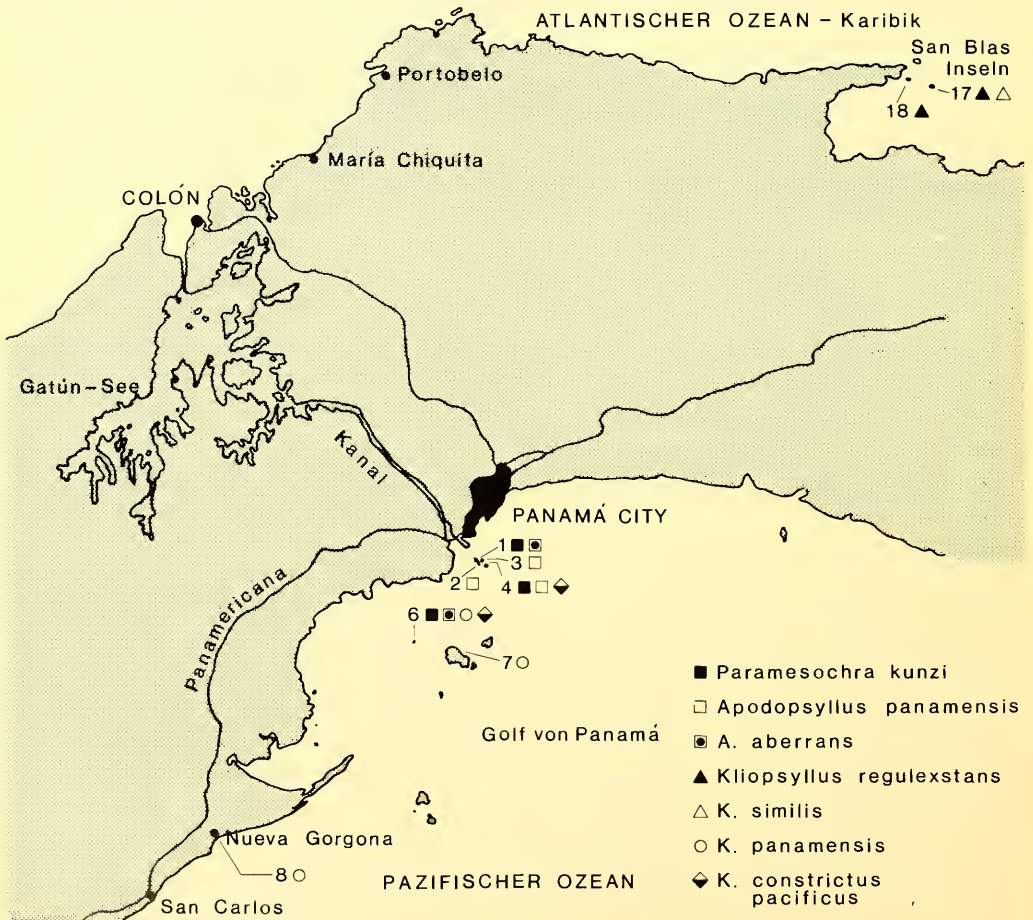 ATLANTISCHER OZEAN – Karibik
San Blas
Inseln
Portobelo
17 ▲ △
18 ▲
María Chiquita
COLÓN
Gatún-See
Kanal
PANAMÁ CITY
1 ■ ▣
3 □
2 □
4 ■ □ ⬙
Panamericana
6 ■ ▣ ○ ⬙
7 ○
■ Paramesochra kunzi
□ Apodopsyllus panamensis
Golf von Panamá
▣ A. aberrans
▲ Kliopsyllus regulexstans
△ K. similis
Nueva Gorgona
○ K. panamensis
8 ○
PAZIFISCHER OZEAN
⬙ K. constrictus
pacificus
San Carlos